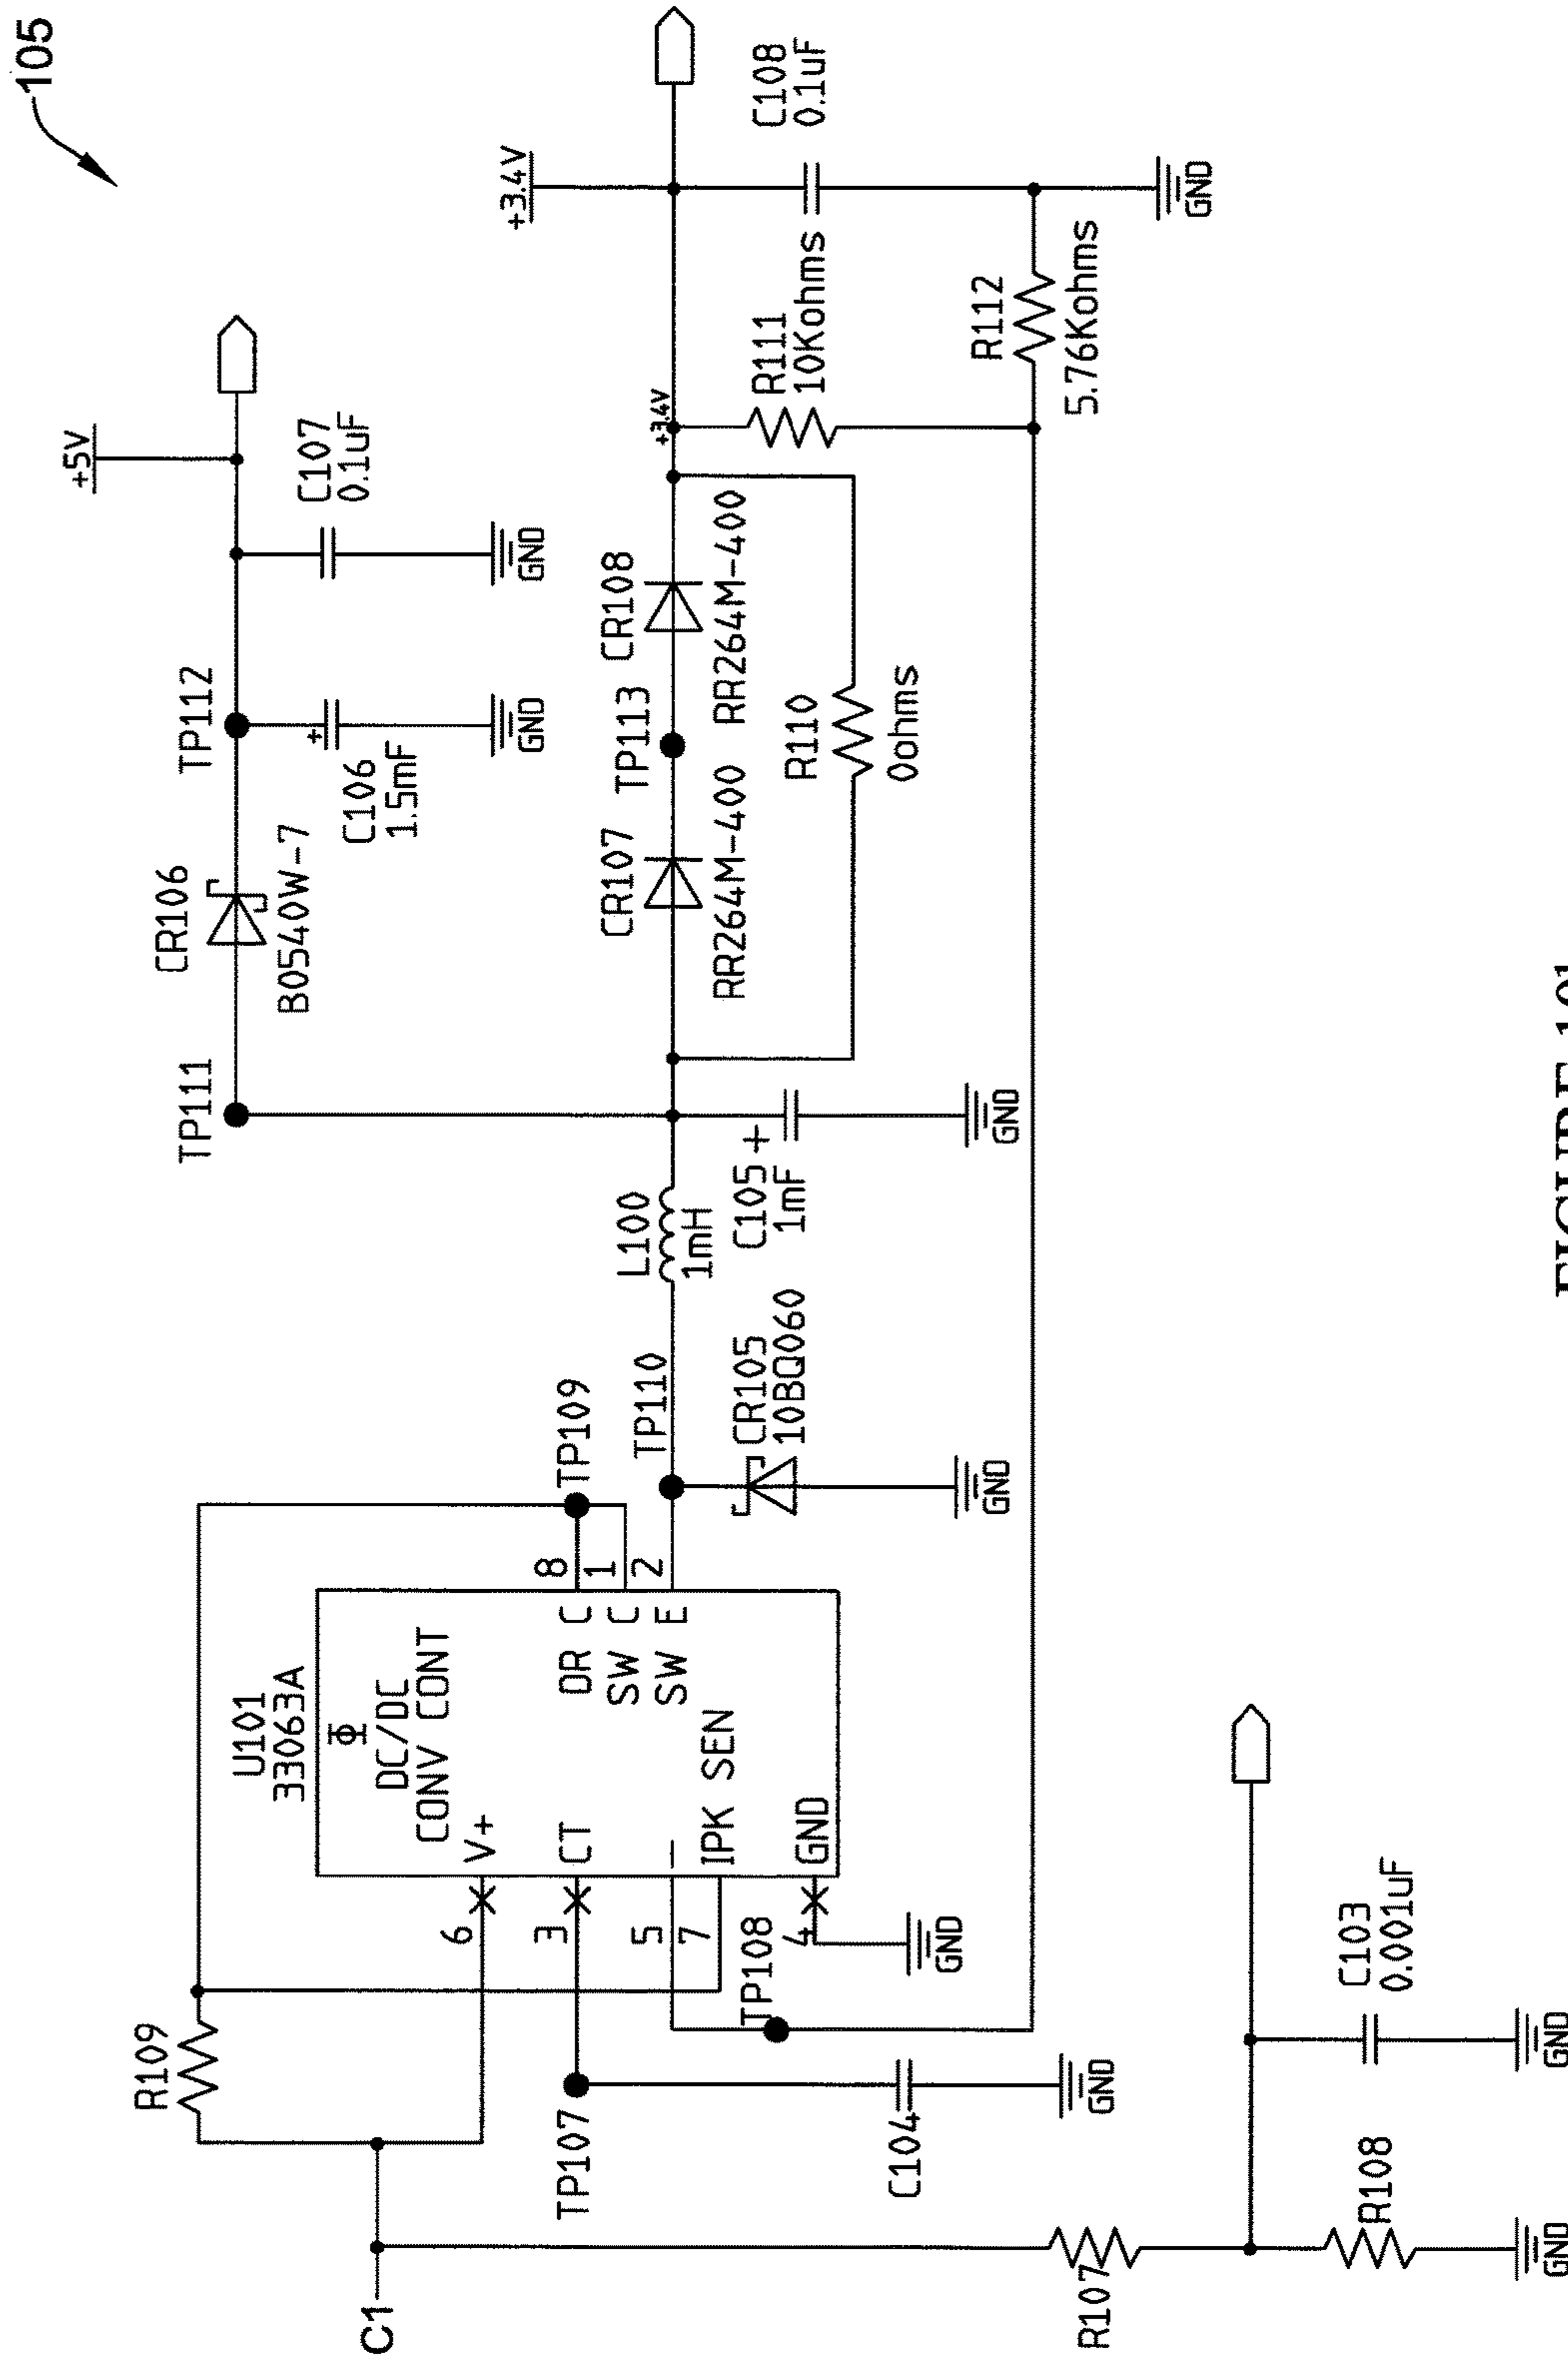 105
+5V
+3.4V
TP111
CR106
B0540W-7
TP112
C106
1.5mF
+
GND
C107
0.1uF
GND
U101
33063A
Φ
DC/DC
CONV CONT
V+
CT
–
IPK SEN
GND
DR C
SW C
SW E
6
3
5
7
4
8
1
2
R109
C1
TP107
C104
GND
TP108
GND
TP109
TP110
CR105
10BQ060
GND
L100
1mH
C105
1mF
+
GND
CR107
RR264M-400
TP113
CR108
RR264M-400
R110
0ohms
+3.4V
R111
10Kohms
R112
5.76Kohms
C108
0.1uF
GND
R107
R108
GND
C103
0.001uF
GND